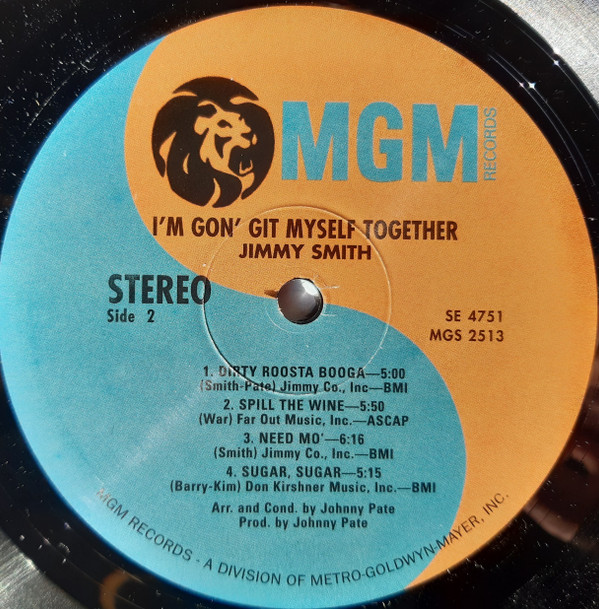 MGM
RECORDS
I'M GON' GIT MYSELF TOGETHER
JIMMY SMITH
STEREO
Side 2
SE 4751
MGS 2513
1. DIRTY ROOSTA BOOGA—5:00
(Smith-Pate) Jimmy Co., Inc—BMI
2. SPILL THE WINE—5:50
(War) Far Out Music, Inc.—ASCAP
3. NEED MO'—6:16
(Smith) Jimmy Co., Inc.—BMI
4. SUGAR, SUGAR—5:15
(Barry-Kim) Don Kirshner Music, Inc.—BMI
Arr. and Cond. by Johnny Pate
Prod. by Johnny Pate
MGM RECORDS - A DIVISION OF METRO-GOLDWYN-MAYER, INC.